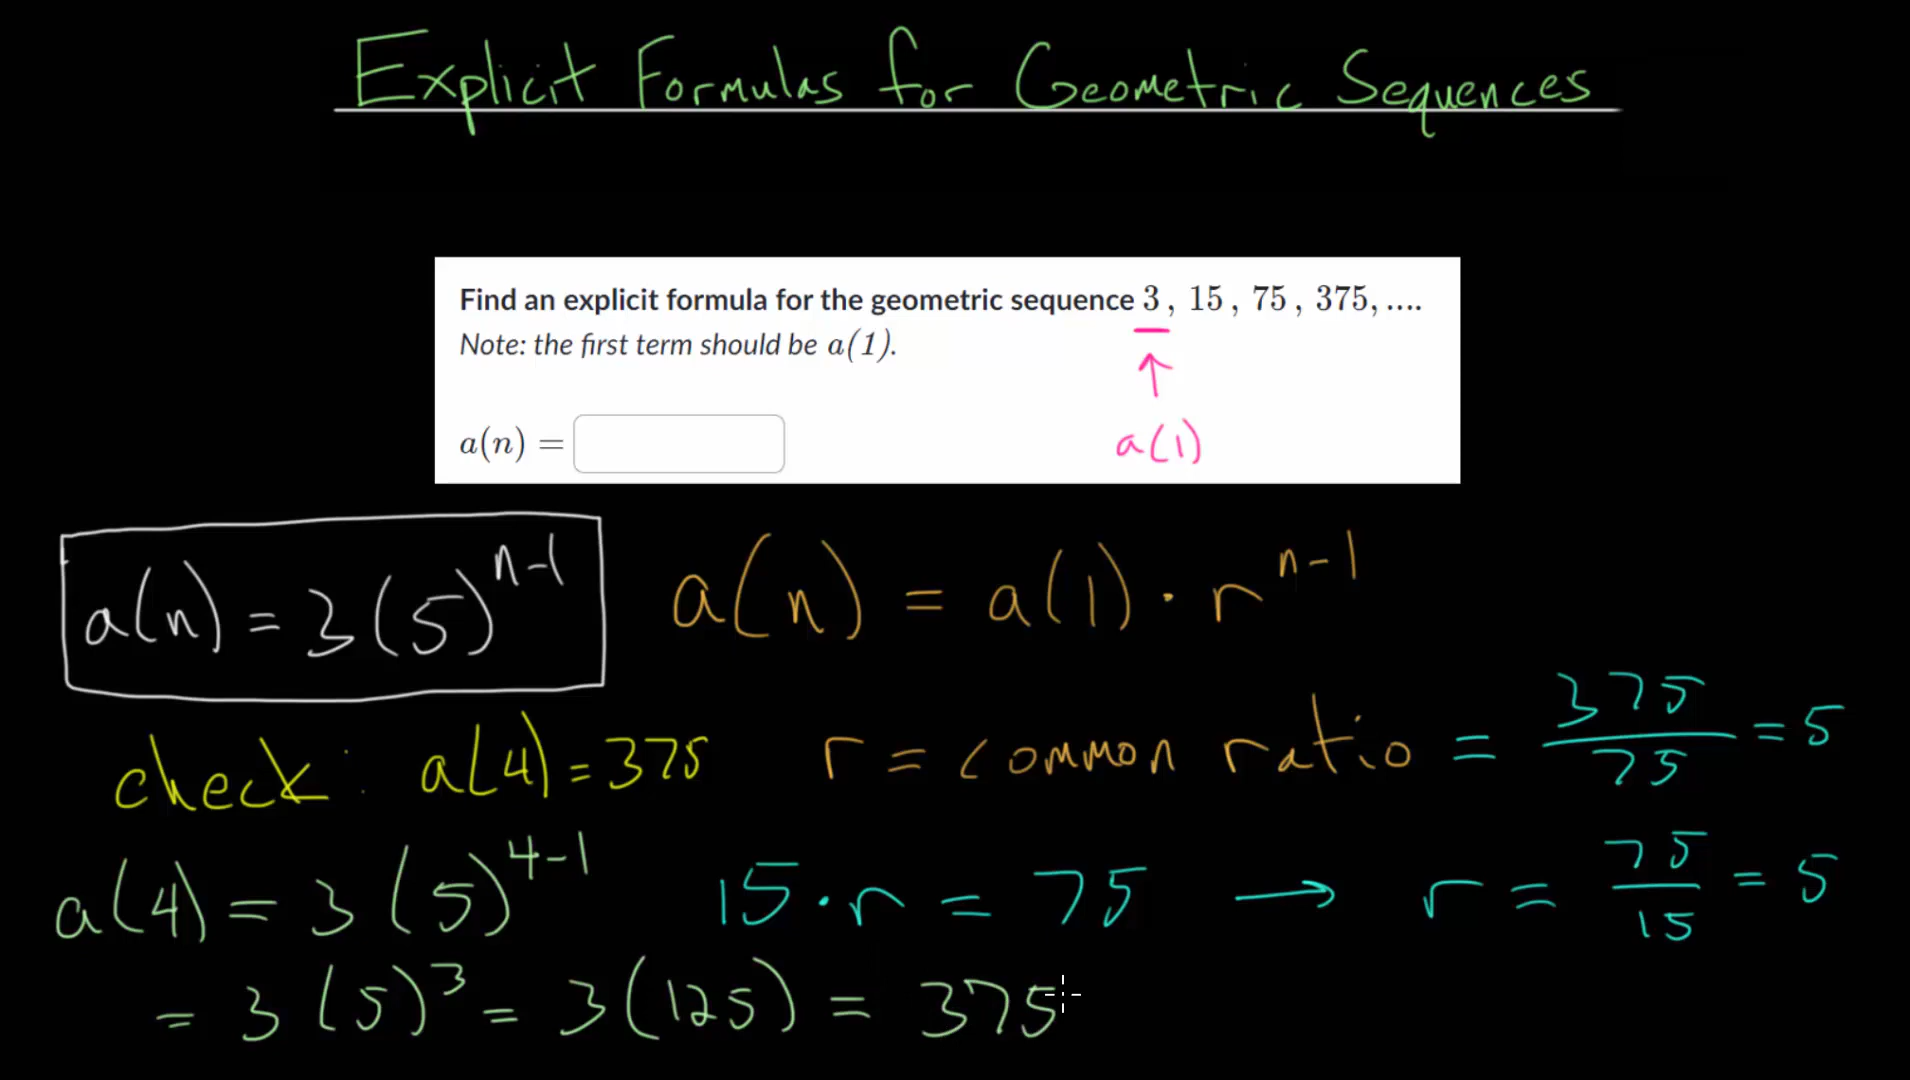 Explicit Formulas for Geometric Sequences
Find an explicit formula for the geometric sequence 3 , 15 , 75 , 375, ....
Note: the first term should be a(1).
a(n) =
↑
a(1)
a(n) = 3(5)^{n-1}
a(n) = a(1) · r^{n-1}
check: a(4) = 375
r = common ratio = 375/75 = 5
a(4) = 3(5)^{4-1}
15 · r = 75 → r = 75/15 = 5
= 3(5)^3 = 3(125) = 375